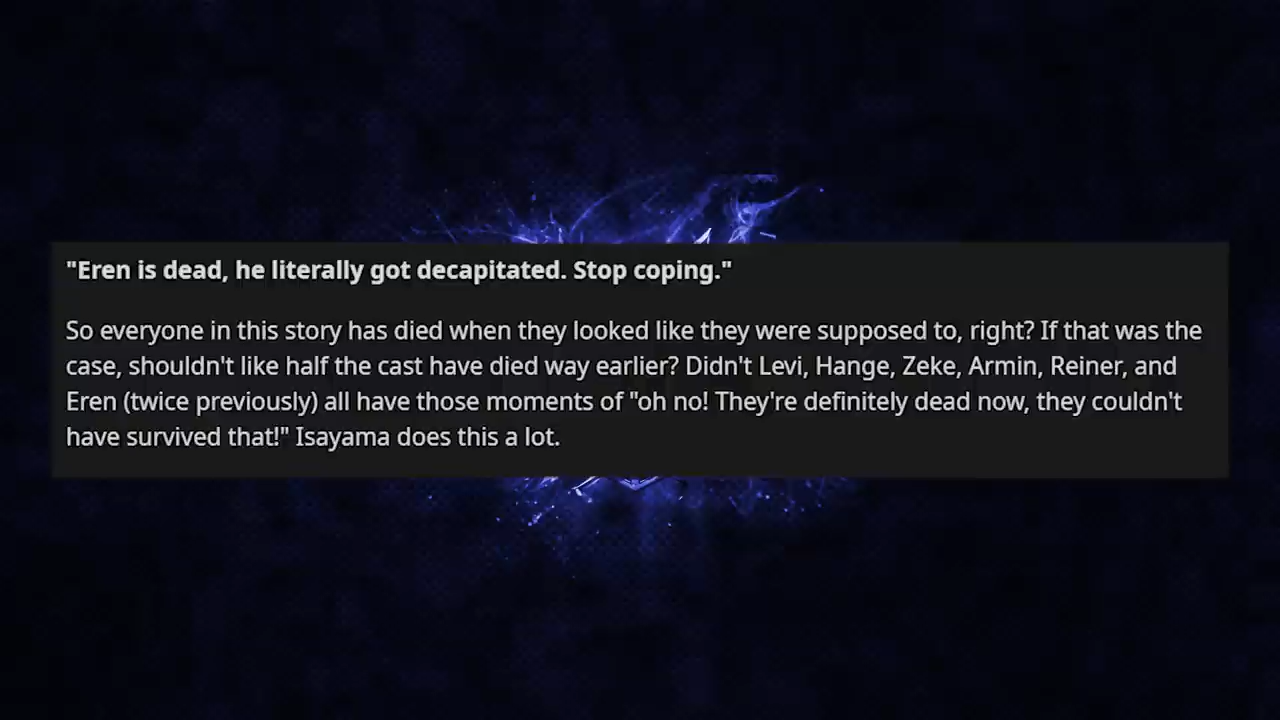 "Eren is dead, he literally got decapitated. Stop coping."
So everyone in this story has died when they looked like they were supposed to, right? If that was the
case, shouldn't like half the cast have died way earlier? Didn't Levi, Hange, Zeke, Armin, Reiner, and
Eren (twice previously) all have those moments of "oh no! They're definitely dead now, they couldn't
have survived that!" Isayama does this a lot.